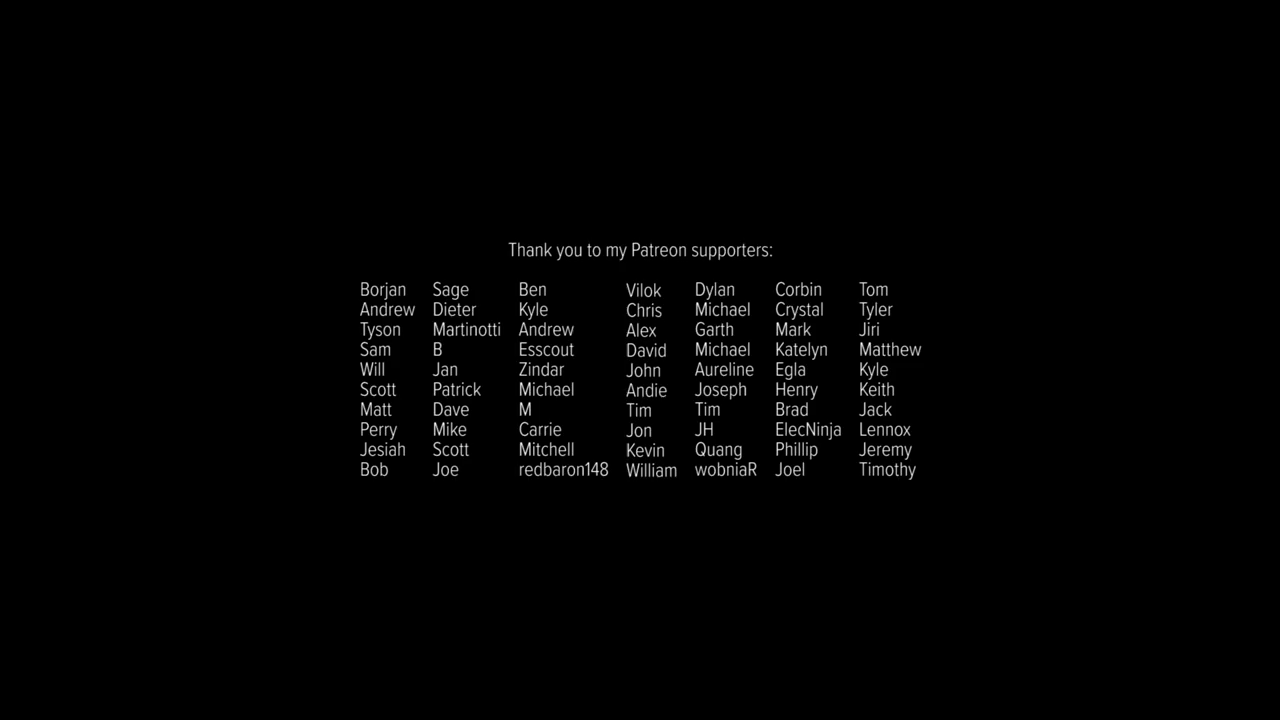 Thank you to my Patreon supporters:
Borjan Sage Ben Vilok Dylan Corbin Tom
Andrew Dieter Kyle Chris Michael Crystal Tyler
Tyson Martinotti Andrew Alex Garth Mark Jiri
Sam B Esscout David Michael Katelyn Matthew
Will Jan Zindar John Aureline Egla Kyle
Scott Patrick Michael Andie Joseph Henry Keith
Matt Dave M Tim Tim Brad Jack
Perry Mike Carrie Jon JH ElecNinja Lennox
Jesiah Scott Mitchell Kevin Quang Phillip Jeremy
Bob Joe redbaron148 William wobniaR Joel Timothy